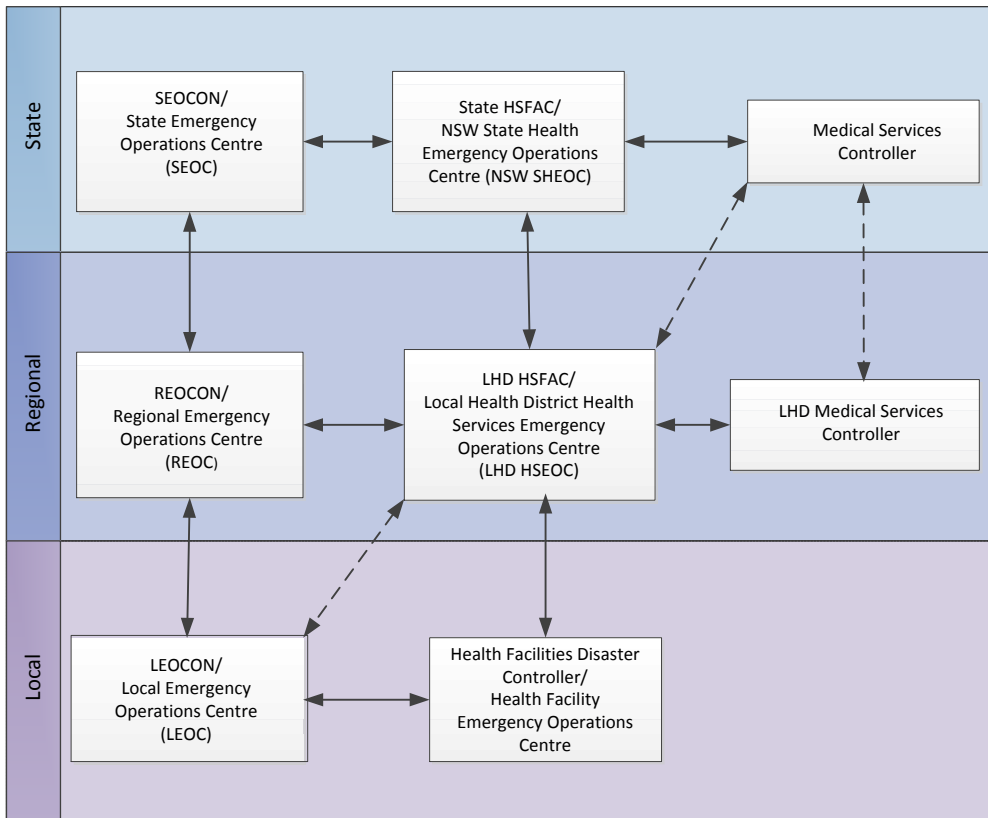 State
SEOCON/
State Emergency
Operations Centre
(SEOC)
State HSFAC/
NSW State Health
Emergency Operations
Centre (NSW SHEOC)
Medical Services
Controller
Regional
REOCON/
Regional Emergency
Operations Centre
(REOC)
LHD HSFAC/
Local Health District Health
Services Emergency
Operations Centre
(LHD HSEOC)
LHD Medical Services
Controller
Local
LEOCON/
Local Emergency
Operations Centre
(LEOC)
Health Facilities Disaster
Controller/
Health Facility
Emergency Operations
Centre